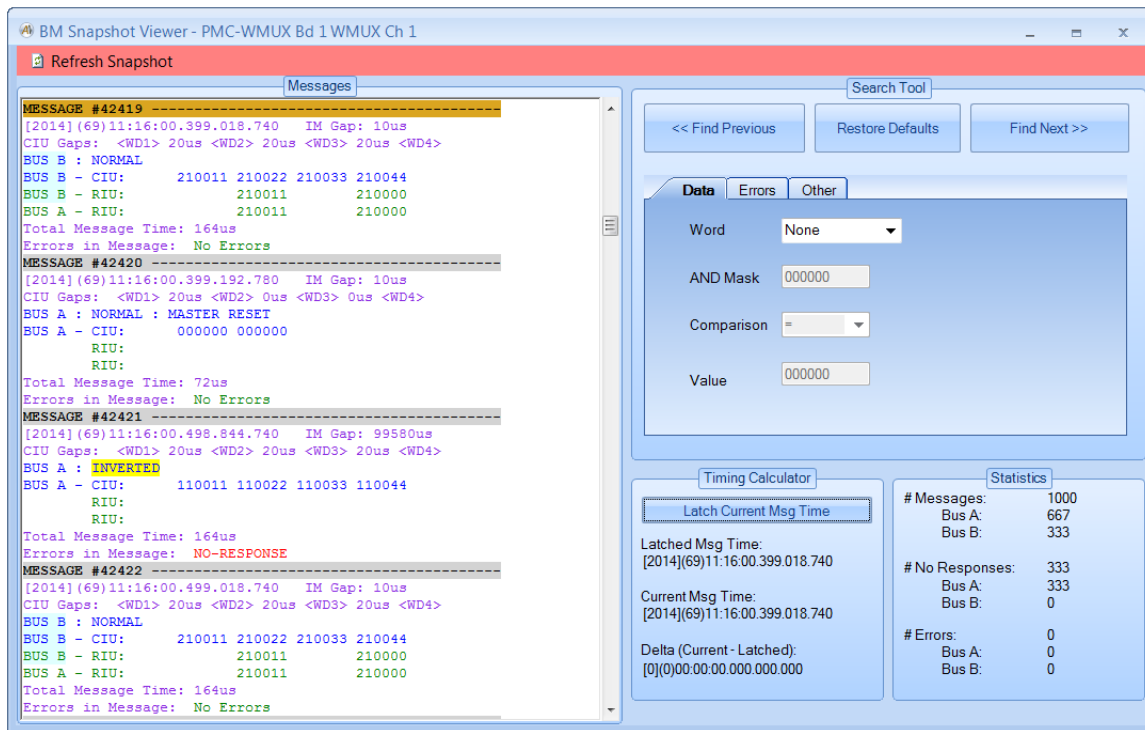 BM Snapshot Viewer - PMC-WMUX Bd 1 WMUX Ch 1
Refresh Snapshot
Messages
MESSAGE #42419 -----------------------------------------
[2014](69)11:16:00.399.018.740   IM Gap: 10us
CIU Gaps:  <WD1> 20us <WD2> 20us <WD3> 20us <WD4>
BUS B : NORMAL
BUS B - CIU:      210011 210022 210033 210044
BUS B - RIU:             210011        210000
BUS A - RIU:             210011        210000
Total Message Time: 164us
Errors in Message:  No Errors
MESSAGE #42420 -----------------------------------------
[2014](69)11:16:00.399.192.780   IM Gap: 10us
CIU Gaps:  <WD1> 20us <WD2> 0us <WD3> 0us <WD4>
BUS A : NORMAL : MASTER RESET
BUS A - CIU:      000000 000000
RIU:
RIU:
Total Message Time: 72us
Errors in Message:  No Errors
MESSAGE #42421 -----------------------------------------
[2014](69)11:16:00.498.844.740   IM Gap: 99580us
CIU Gaps:  <WD1> 20us <WD2> 20us <WD3> 20us <WD4>
BUS A : INVERTED
BUS A - CIU:      110011 110022 110033 110044
RIU:
RIU:
Total Message Time: 164us
Errors in Message:  NO-RESPONSE
MESSAGE #42422 -----------------------------------------
[2014](69)11:16:00.499.018.740   IM Gap: 10us
CIU Gaps:  <WD1> 20us <WD2> 20us <WD3> 20us <WD4>
BUS B : NORMAL
BUS B - CIU:      210011 210022 210033 210044
BUS B - RIU:             210011        210000
BUS A - RIU:             210011        210000
Total Message Time: 164us
Errors in Message:  No Errors
Search Tool
<< Find Previous   Restore Defaults   Find Next >>
Data   Errors   Other
Word   None
AND Mask   000000
Comparison   =
Value   000000
Timing Calculator
Latch Current Msg Time
Latched Msg Time:
[2014](69)11:16:00.399.018.740
Current Msg Time:
[2014](69)11:16:00.399.018.740
Delta (Current - Latched):
[0](0)00:00:00.000.000.000
Statistics
# Messages:   1000
Bus A:   667
Bus B:   333
# No Responses:   333
Bus A:   333
Bus B:   0
# Errors:   0
Bus A:   0
Bus B:   0